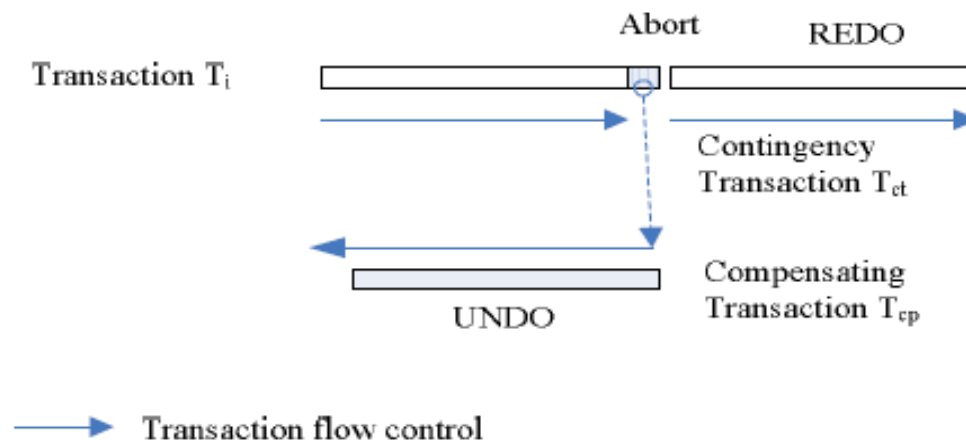 Abort
REDO
Transaction Ti
Contingency
Transaction Tct
Compensating
Transaction Tcp
UNDO
Transaction flow control